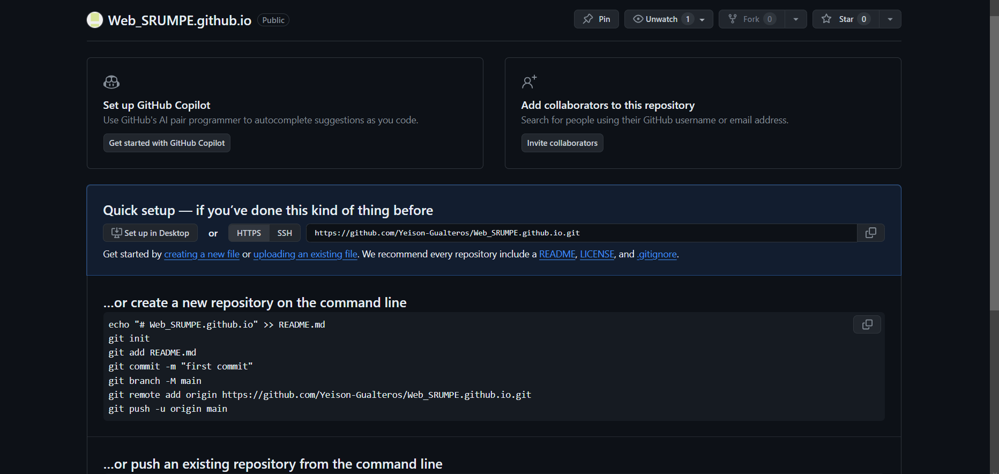 Web_SRUMPE.github.io Public
Pin Unwatch 1 Fork 0 Star 0
Set up GitHub Copilot
Use GitHub's AI pair programmer to autocomplete suggestions as you code.
Get started with GitHub Copilot
Add collaborators to this repository
Search for people using their GitHub username or email address.
Invite collaborators
Quick setup — if you’ve done this kind of thing before
Set up in Desktop or HTTPS SSH https://github.com/Yeison-Gualteros/Web_SRUMPE.github.io.git
Get started by creating a new file or uploading an existing file. We recommend every repository include a README, LICENSE, and .gitignore.
…or create a new repository on the command line
echo "# Web_SRUMPE.github.io" >> README.md
git init
git add README.md
git commit -m "first commit"
git branch -M main
git remote add origin https://github.com/Yeison-Gualteros/Web_SRUMPE.github.io.git
git push -u origin main
…or push an existing repository from the command line